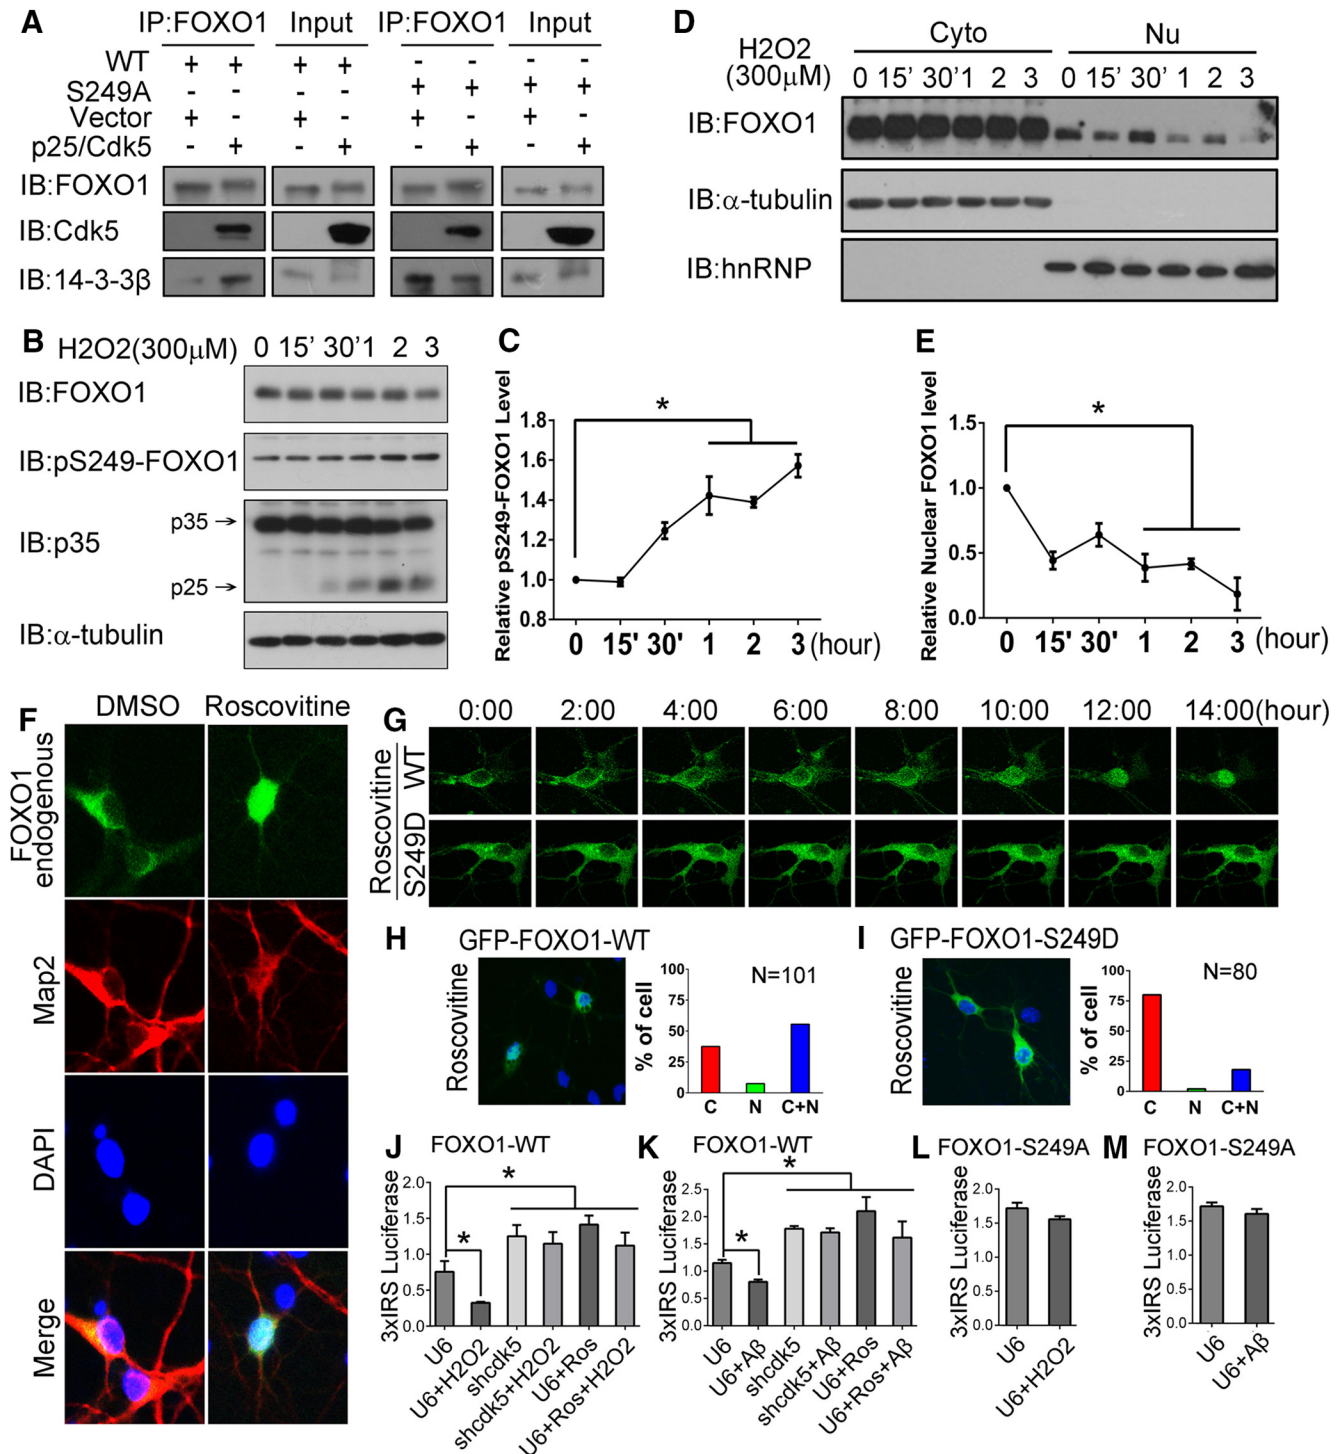 A
IP:FOXO1 Input IP:FOXO1 Input
WT + + + + - - - -
S249A - - - - + + + +
Vector + - + - + - + -
p25/Cdk5 - + - + - + - +
IB:FOXO1
IB:Cdk5
IB:14-3-3β
D
Cyto Nu
H2O2
(300μM) 0 15' 30' 1 2 3 0 15' 30' 1 2 3
IB:FOXO1
IB:α-tubulin
IB:hnRNP
B
H2O2(300μM) 0 15' 30' 1 2 3
IB:FOXO1
IB:pS249-FOXO1
IB:p35
p35 →
p25 →
IB:α-tubulin
C
Relative pS249-FOXO1 Level
1.8
1.6
1.4
1.2
1.0
0.8
*
0 15' 30' 1 2 3 (hour)
E
Relative Nuclear FOXO1 level
1.5
1.0
0.5
0.0
*
0 15' 30' 1 2 3 (hour)
F
DMSO Roscovitine
FOXO1
endogenous
Map2
DAPI
Merge
G
0:00 2:00 4:00 6:00 8:00 10:00 12:00 14:00 (hour)
Roscovitine
WT
S249D
H
GFP-FOXO1-WT
Roscovitine
% of cell
100
75
50
25
0
N=101
C N C+N
I
GFP-FOXO1-S249D
Roscovitine
% of cell
100
75
50
25
0
N=80
C N C+N
J
FOXO1-WT
3xIRS Luciferase
2.0
1.5
1.0
0.5
0.0
*
*
U6
U6+H2O2
shcdk5
shcdk5+H2O2
U6+Ros
U6+Ros+H2O2
K
FOXO1-WT
3xIRS Luciferase
2.5
2.0
1.5
1.0
0.5
0.0
*
*
U6
U6+Aβ
shcdk5
shcdk5+Aβ
U6+Ros
U6+Ros+Aβ
L
FOXO1-S249A
3xIRS Luciferase
2.0
1.5
1.0
0.5
0.0
U6
U6+H2O2
M
FOXO1-S249A
3xIRS Luciferase
2.0
1.5
1.0
0.5
0.0
U6
U6+Aβ